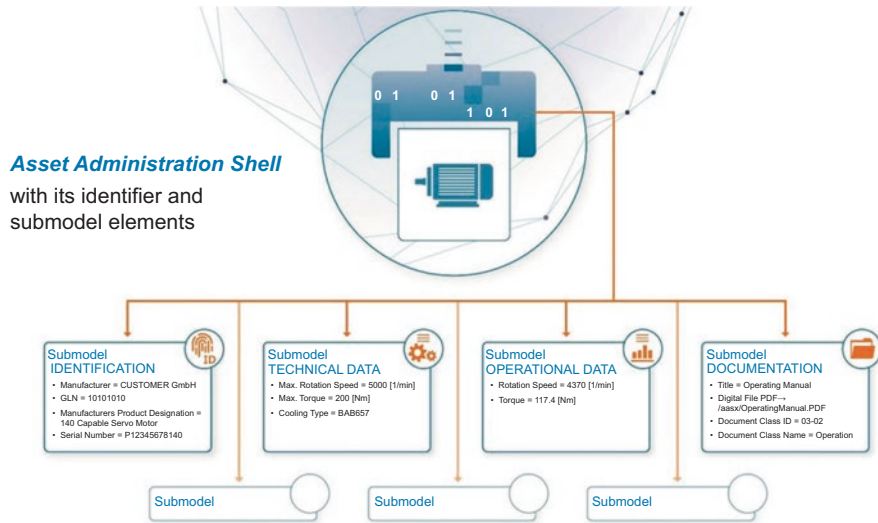 0 1 0 1
1 0 1
Asset Administration Shell
with its identifier and
submodel elements
ID
Submodel
IDENTIFICATION
• Manufacturer = CUSTOMER GmbH
• GLN = 10101010
• Manufacturers Product Designation =
140 Capable Servo Motor
• Serial Number = P12345678140
Submodel
TECHNICAL DATA
• Max. Rotation Speed = 5000 [1/min]
• Max. Torque = 200 [Nm]
• Cooling Type = BAB657
Submodel
OPERATIONAL DATA
• Rotation Speed = 4370 [1/min]
• Torque = 117.4 [Nm]
Submodel
DOCUMENTATION
• Title = Operating Manual
• Digital File PDF→
/aasx/OperatingManual.PDF
• Document Class ID = 03-02
• Document Class Name = Operation
Submodel
Submodel
Submodel